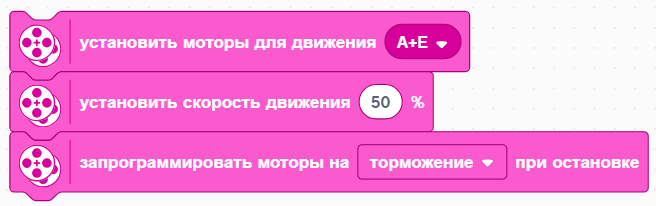 установить моторы для движения A+E
установить скорость движения 50 %
запрограммировать моторы на торможение при остановке